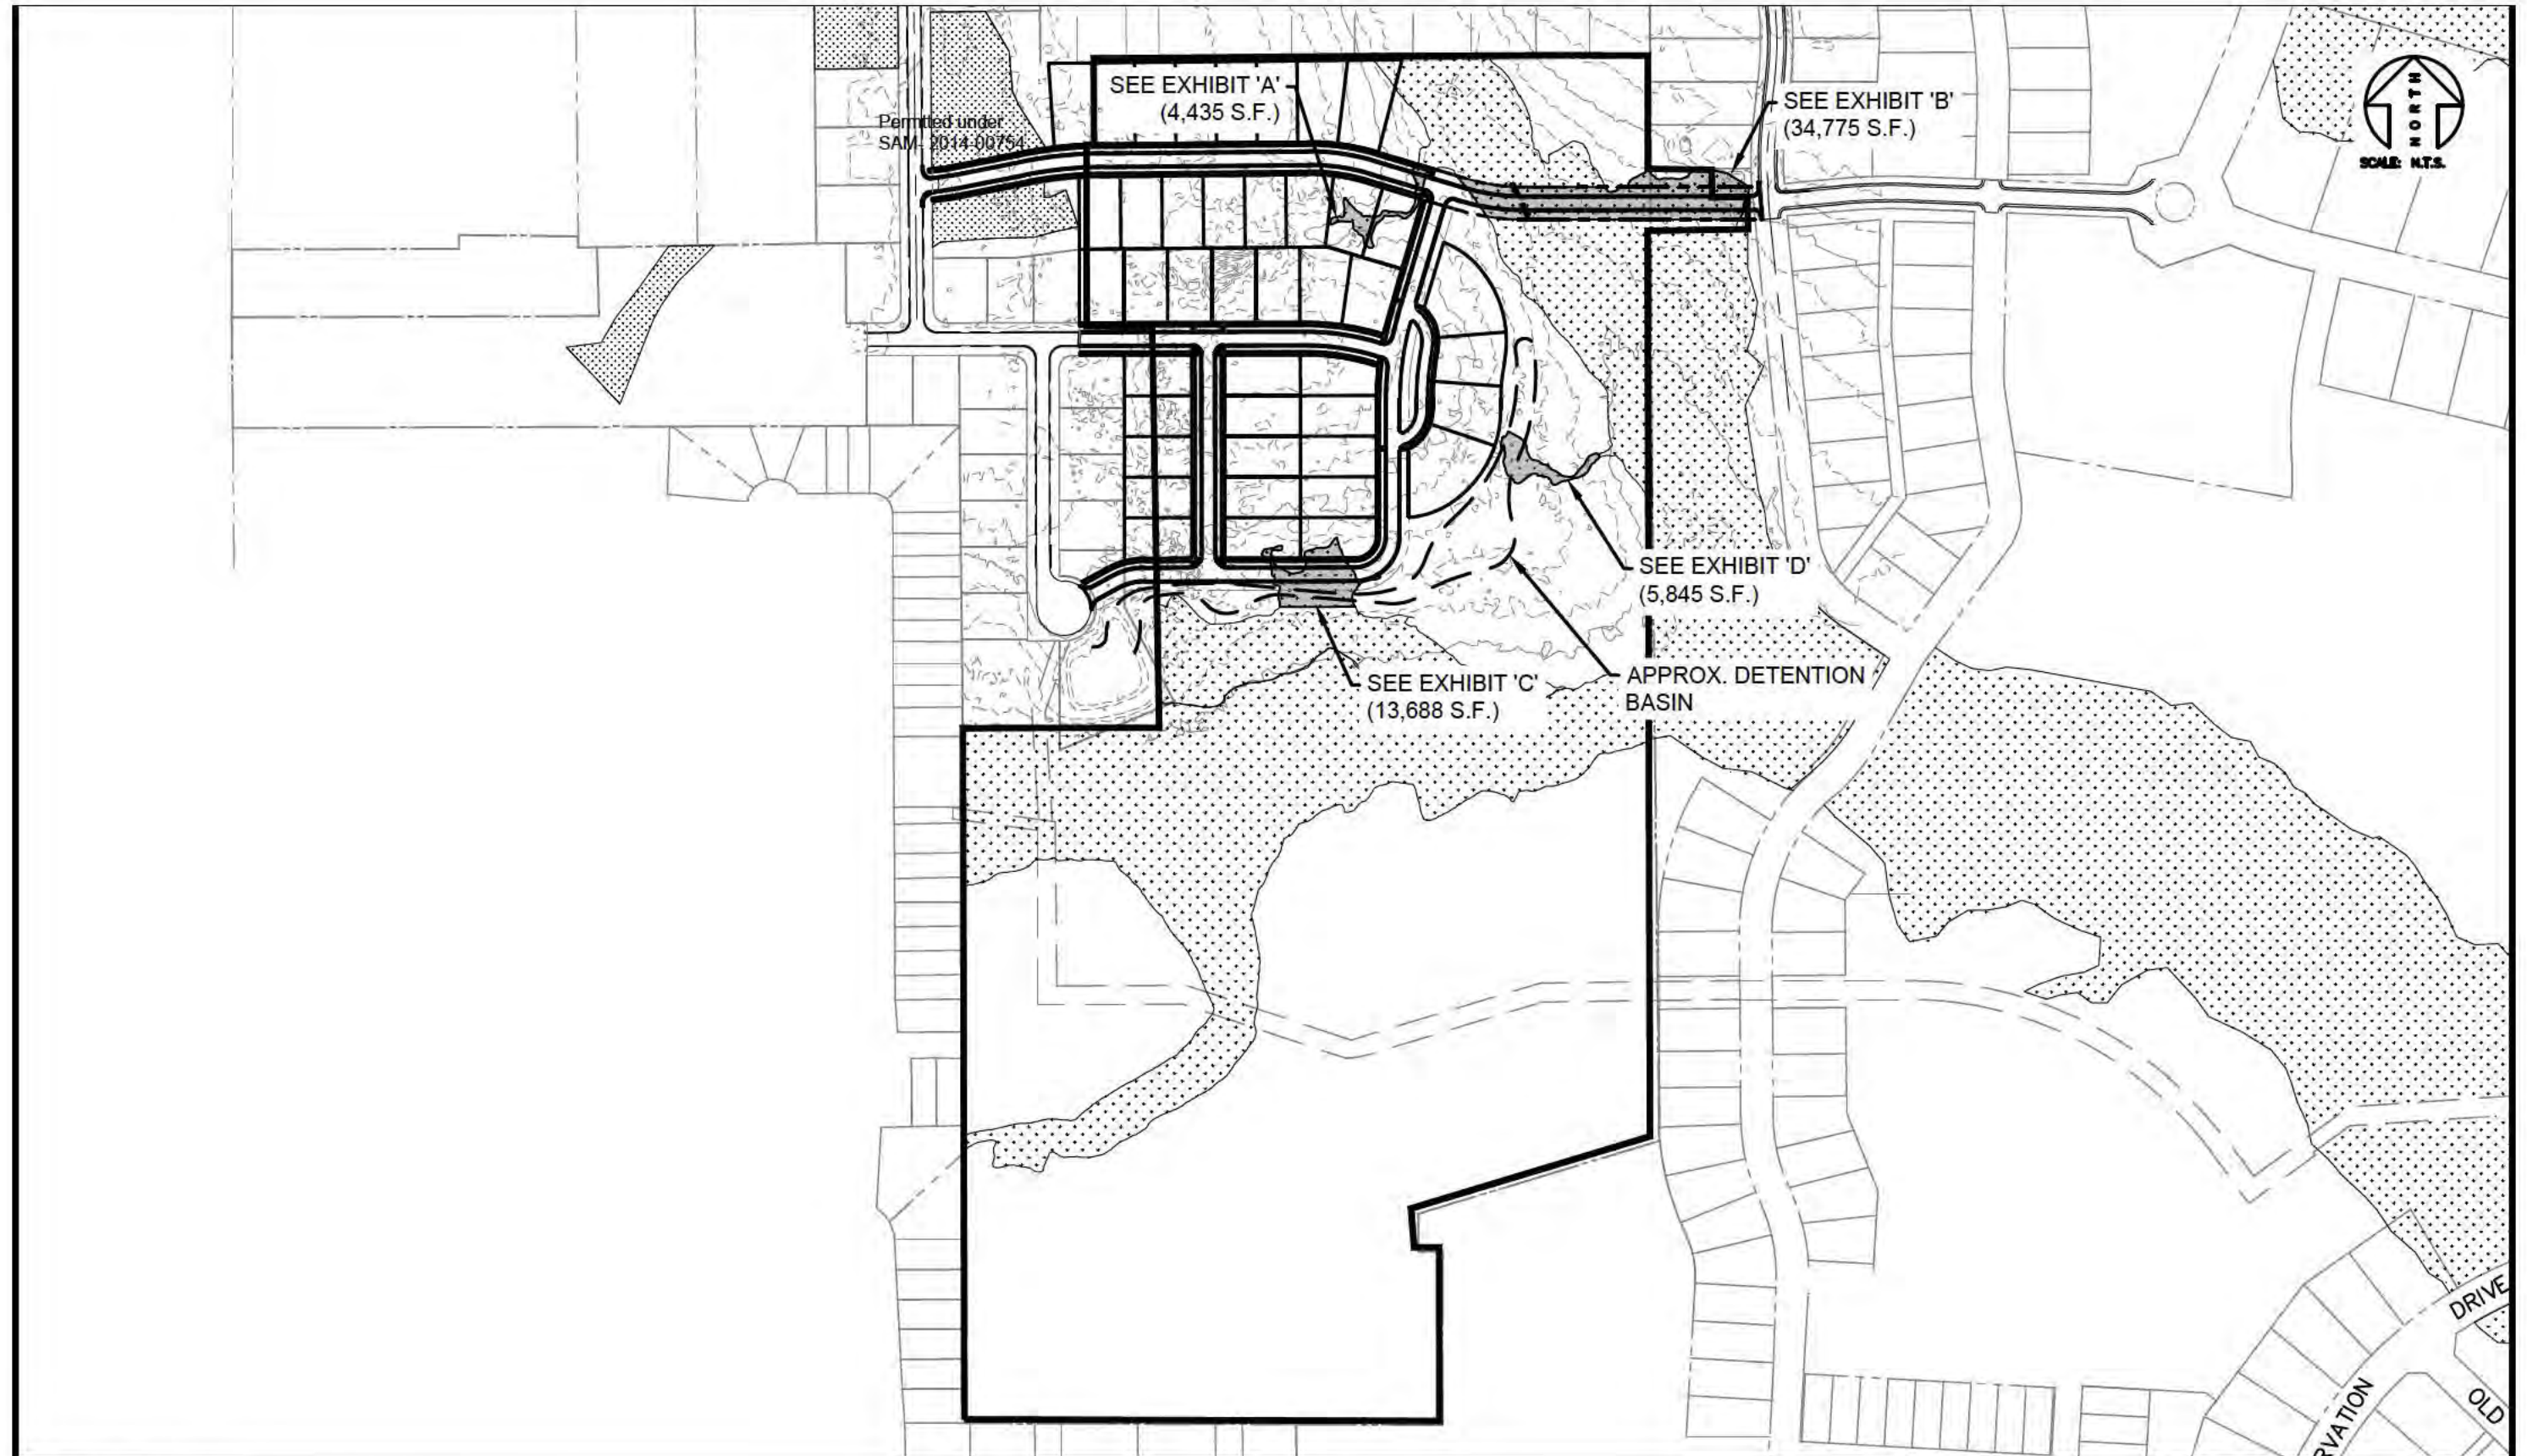 SEE EXHIBIT 'A'
(4,435 S.F.)
SEE EXHIBIT 'B'
(34,775 S.F.)
NORTH
SCALE: N.T.S.
Permitted under
SAM- 2014-00754
SEE EXHIBIT 'D'
(5,845 S.F.)
SEE EXHIBIT 'C'
(13,688 S.F.)
APPROX. DETENTION
BASIN
DRIVE
RVATION
OLD